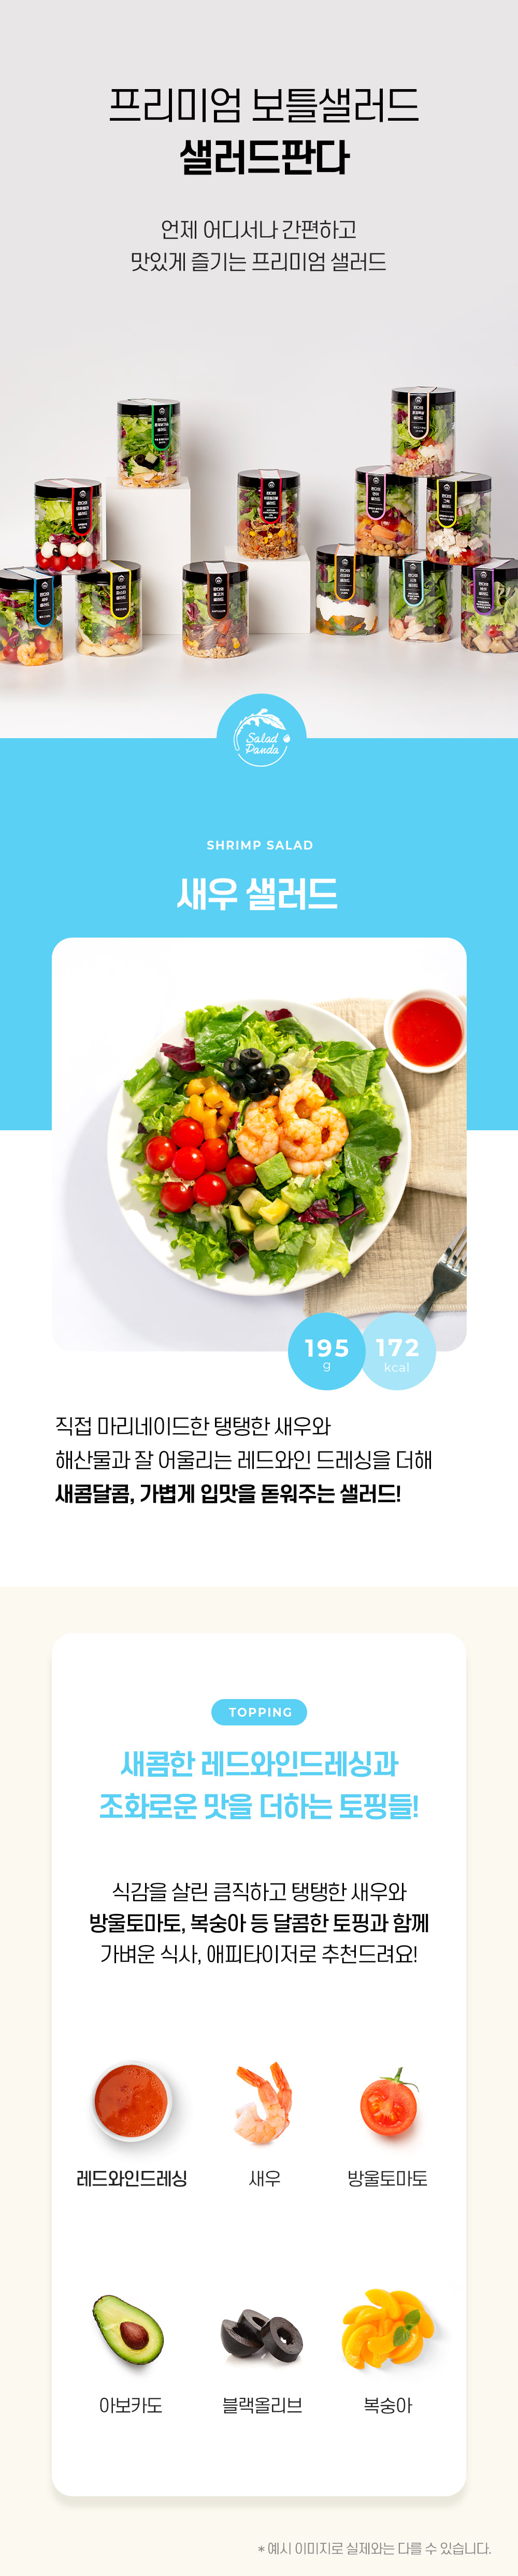 프리미엄 보틀샐러드
샐러드판다
언제 어디서나 간편하고
맛있게 즐기는 프리미엄 샐러드
Salad
Panda
SHRIMP SALAD
새우 샐러드
195
g
172
kcal
직접 마리네이드한 탱탱한 새우와
해산물과 잘 어울리는 레드와인 드레싱을 더해
새콤달콤, 가볍게 입맛을 돋워주는 샐러드!
TOPPING
새콤한 레드와인드레싱과
조화로운 맛을 더하는 토핑들!
식감을 살린 큼직하고 탱탱한 새우와
방울토마토, 복숭아 등 달콤한 토핑과 함께
가벼운 식사, 애피타이저로 추천드려요!
레드와인드레싱
새우
방울토마토
아보카도
블랙올리브
복숭아
* 예시 이미지로 실제와는 다를 수 있습니다.